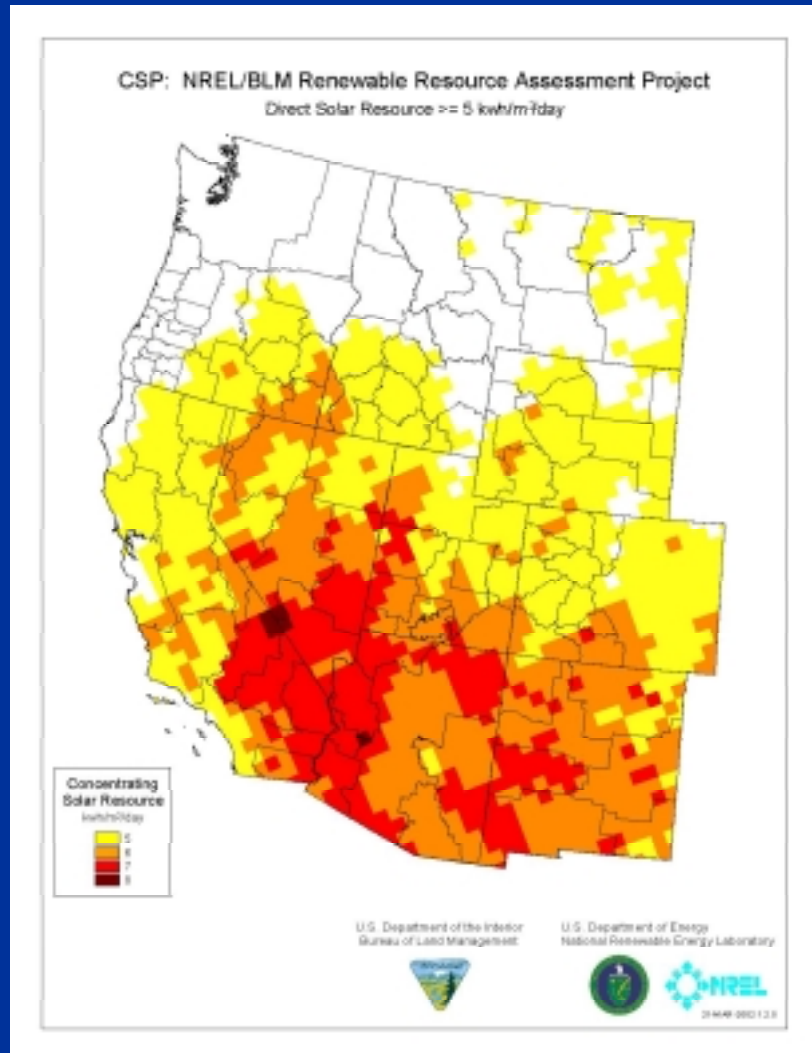 CSP: NREL/BLM Renewable Resource Assessment Project
Direct Solar Resource >= 5 kwh/m²/day
Concentrating
Solar Resource
kwh/m²/day
5
6
7
8
U.S. Department of the Interior
Bureau of Land Management
U.S. Department of Energy
National Renewable Energy Laboratory
NREL